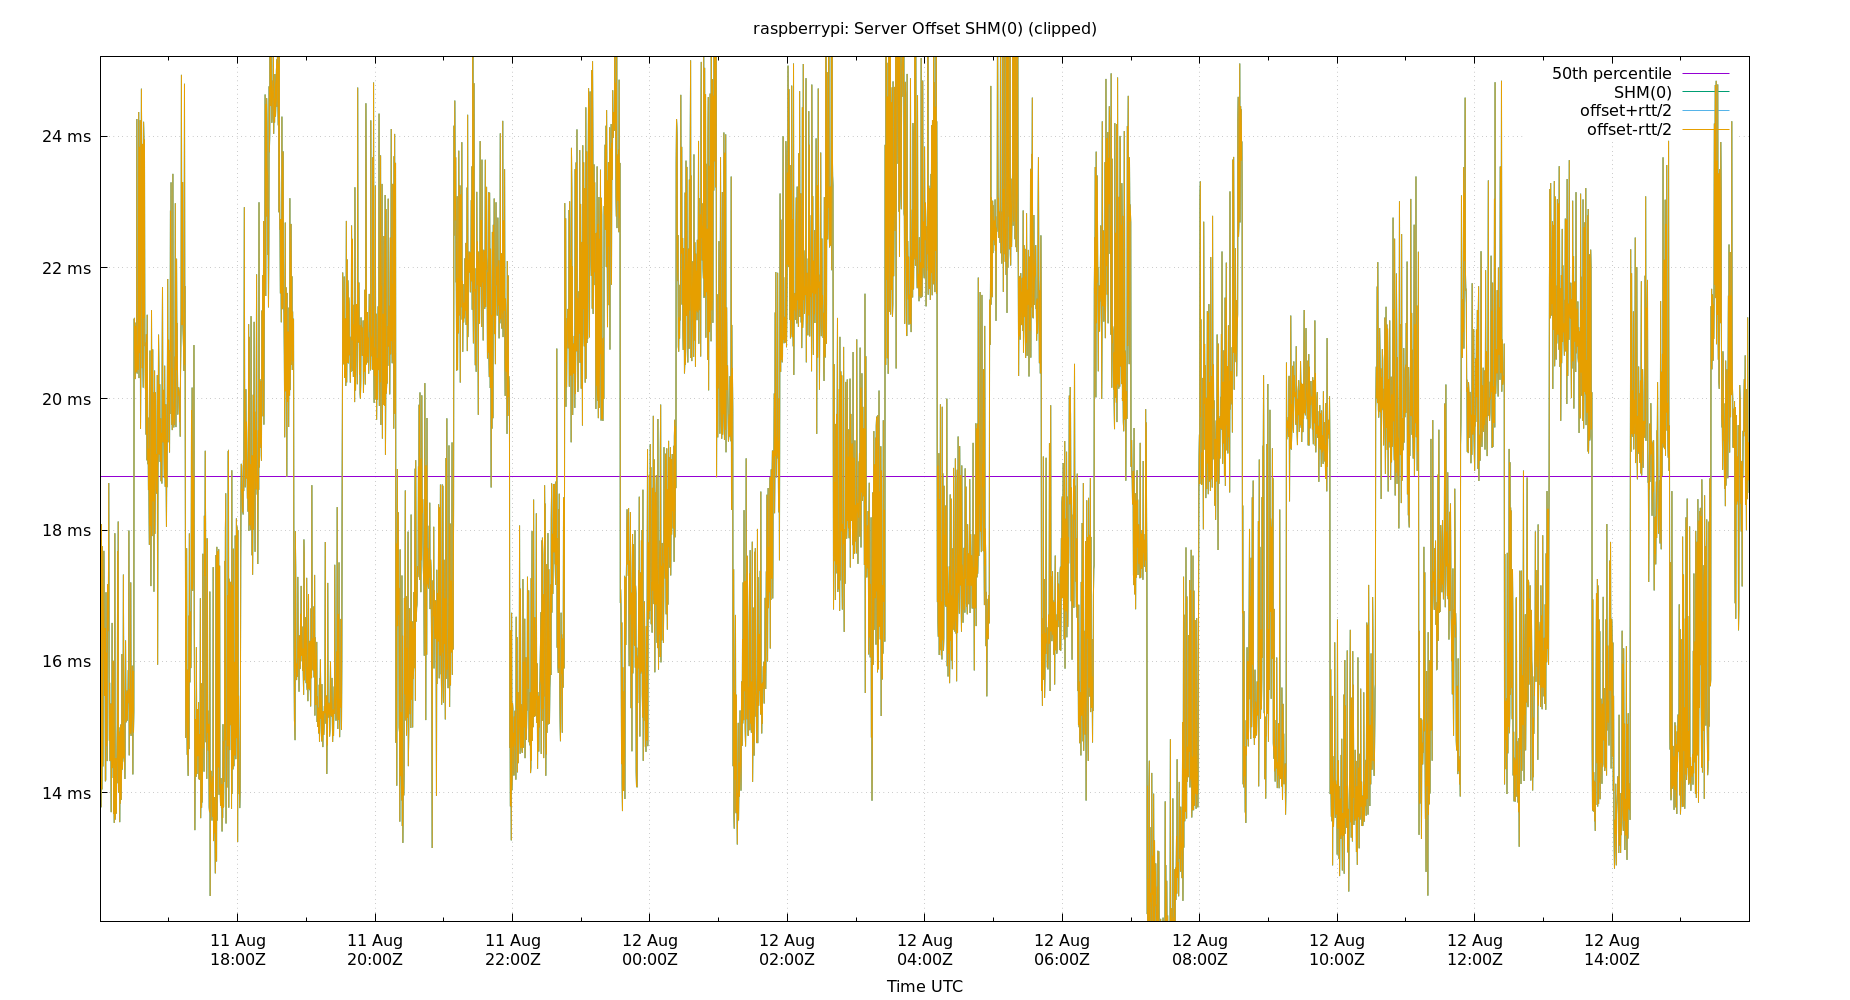 raspberrypi: Server Offset SHM(0) (clipped)
50th percentile
SHM(0)
offset+rtt/2
offset-rtt/2
24 ms
22 ms
20 ms
18 ms
16 ms
14 ms
11 Aug 11 Aug 11 Aug 12 Aug 12 Aug 12 Aug 12 Aug 12 Aug 12 Aug 12 Aug 12 Aug
18:00Z 20:00Z 22:00Z 00:00Z 02:00Z 04:00Z 06:00Z 08:00Z 10:00Z 12:00Z 14:00Z
Time UTC